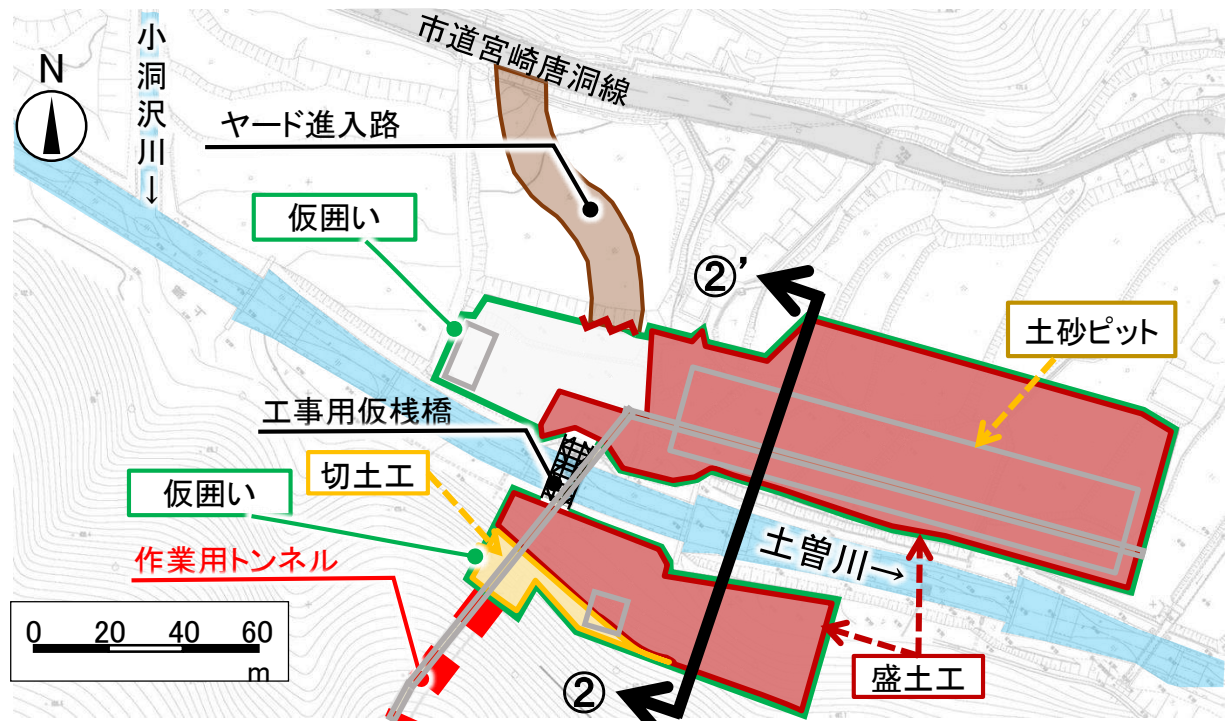 小洞沢川→
市道宮崎唐洞線
N
ヤード進入路
仮囲い
②’
土砂ピット
工事用仮桟橋
切土工
仮囲い
土曽川→
作業用トンネル
0 20 40 60
m
盛土工
②